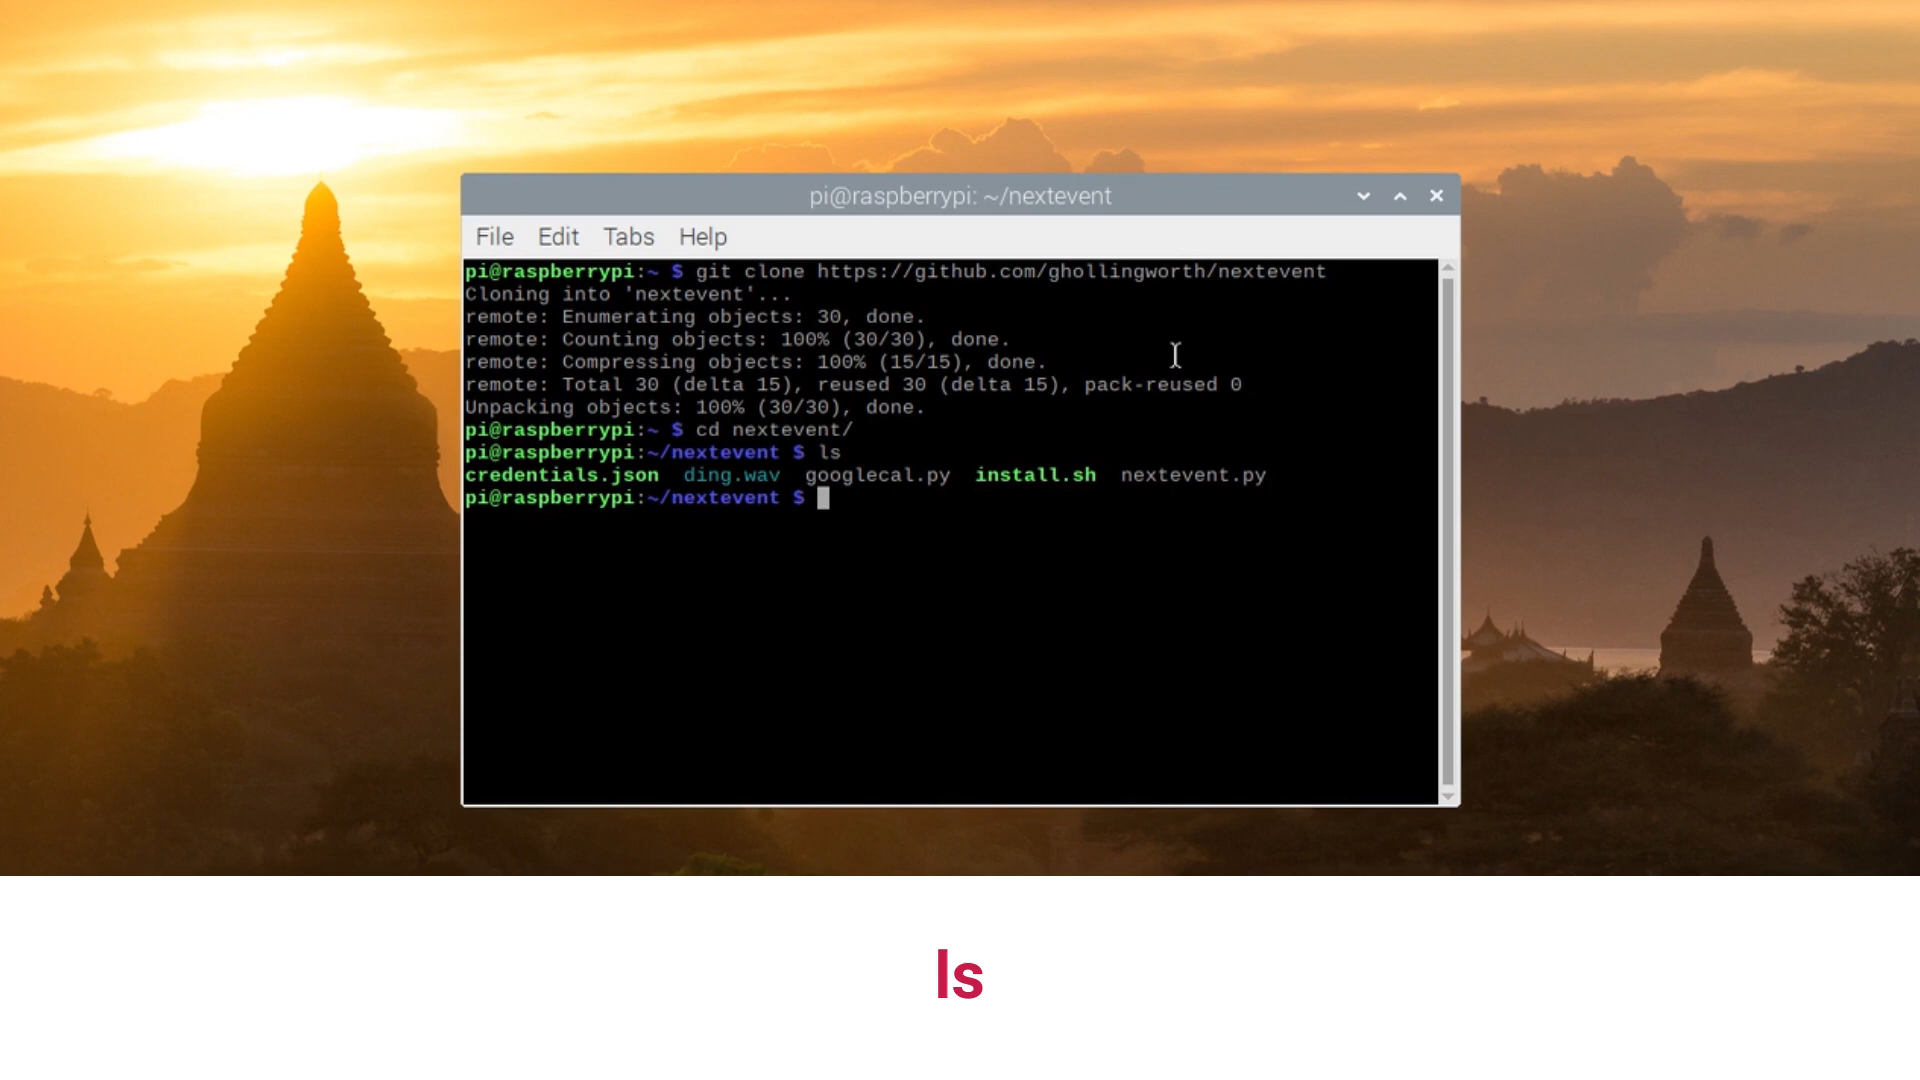 pi@raspberrypi: ~/nextevent
File Edit Tabs Help
pi@raspberrypi:~ $ git clone https://github.com/ghollingworth/nextevent
Cloning into 'nextevent'...
remote: Enumerating objects: 30, done.
remote: Counting objects: 100% (30/30), done.
remote: Compressing objects: 100% (15/15), done.
remote: Total 30 (delta 15), reused 30 (delta 15), pack-reused 0
Unpacking objects: 100% (30/30), done.
pi@raspberrypi:~ $ cd nextevent/
pi@raspberrypi:~/nextevent $ ls
credentials.json  ding.wav  googlecal.py  install.sh  nextevent.py
pi@raspberrypi:~/nextevent $
ls